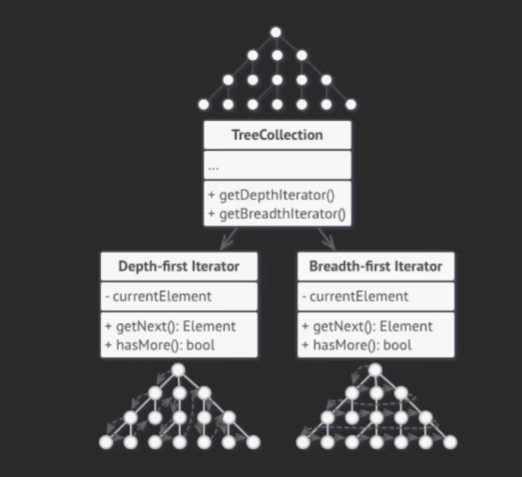 TreeCollection
...
+ getDepthIterator()
+ getBreadthIterator()
Depth-first Iterator
- currentElement
+ getNext(): Element
+ hasMore(): bool
Breadth-first Iterator
- currentElement
+ getNext(): Element
+ hasMore(): bool